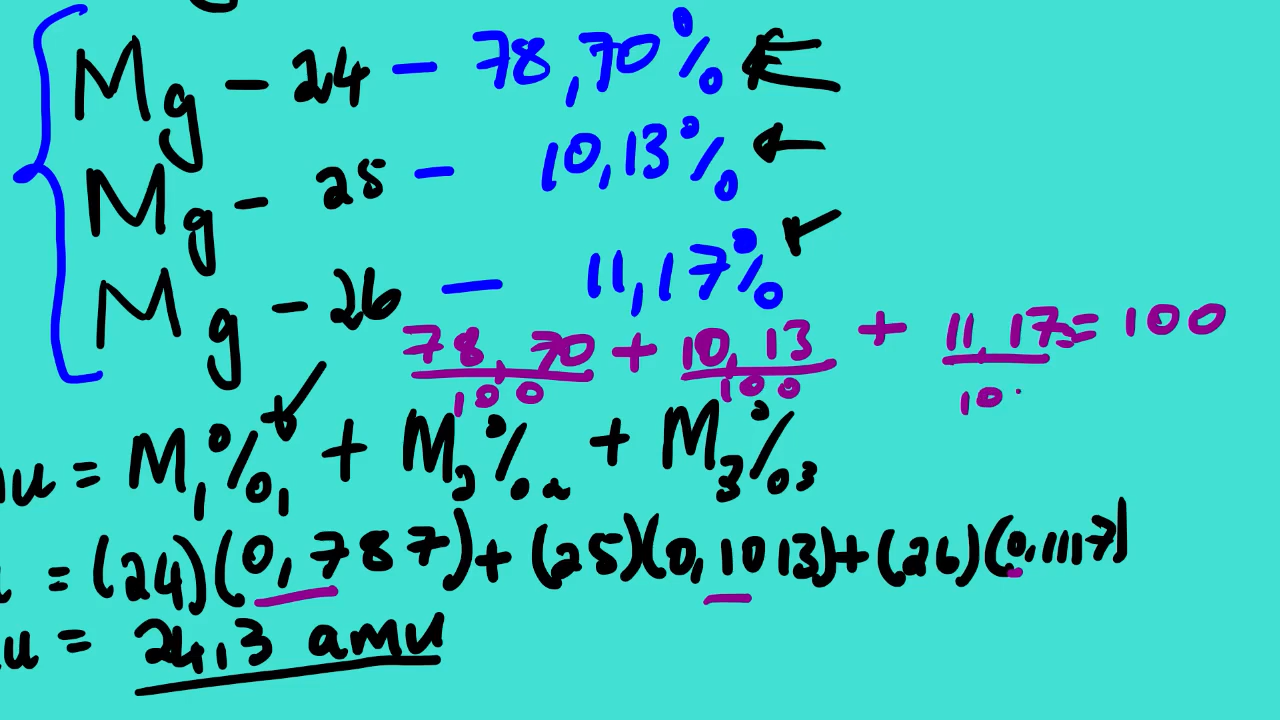 Mg - 24 - 78,70%
Mg - 25 - 10,13%
Mg - 26 - 11,17%
78,70/100 + 10,13/100 + 11,17/10. = 100
mu = M₁%₁ + M₂%₂ + M₃%₃
u = (24)(0,787) + (25)(0,1013) + (26)(0,1117)
u = 24,3 amu